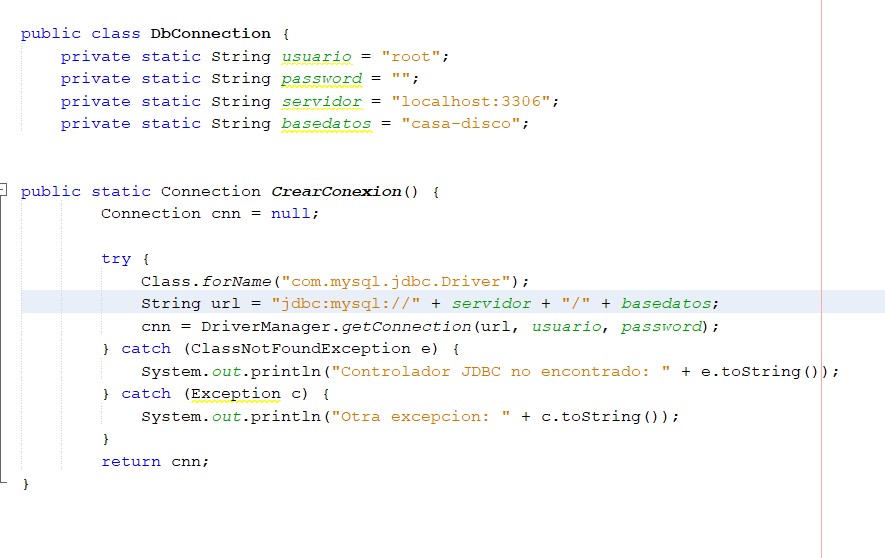 public class DbConnection {
private static String usuario = "root";
private static String password = "";
private static String servidor = "localhost:3306";
private static String basedatos = "casa-disco";
public static Connection CrearConexion() {
Connection cnn = null;
try {
Class.forName("com.mysql.jdbc.Driver");
String url = "jdbc:mysql://" + servidor + "/" + basedatos;
cnn = DriverManager.getConnection(url, usuario, password);
} catch (ClassNotFoundException e) {
System.out.println("Controlador JDBC no encontrado: " + e.toString());
} catch (Exception c) {
System.out.println("Otra excepcion: " + c.toString());
}
return cnn;
}